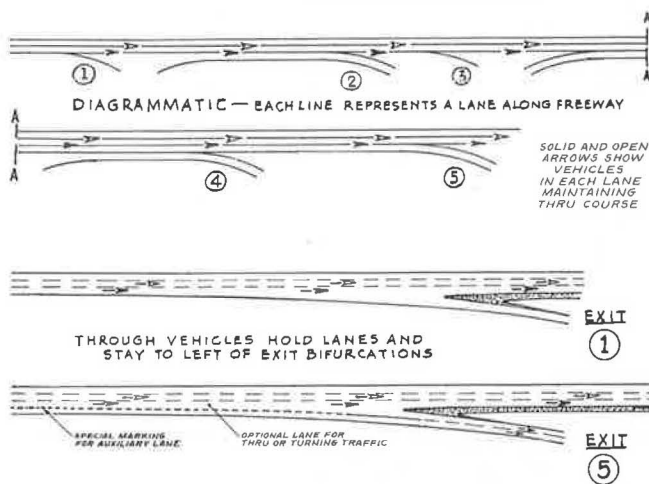 A
1
2
3
A
DIAGRAMMATIC — EACH LINE REPRESENTS A LANE ALONG FREEWAY
A
A
4
5
SOLID AND OPEN
ARROWS SHOW
VEHICLES
IN EACH LANE
MAINTAINING
THRU COURSE
EXIT
1
THROUGH VEHICLES HOLD LANES AND
STAY TO LEFT OF EXIT BIFURCATIONS
SPECIAL MARKING
FOR AUXILIARY LANE
OPTIONAL LANE FOR
THRU OR TURNING TRAFFIC
EXIT
5